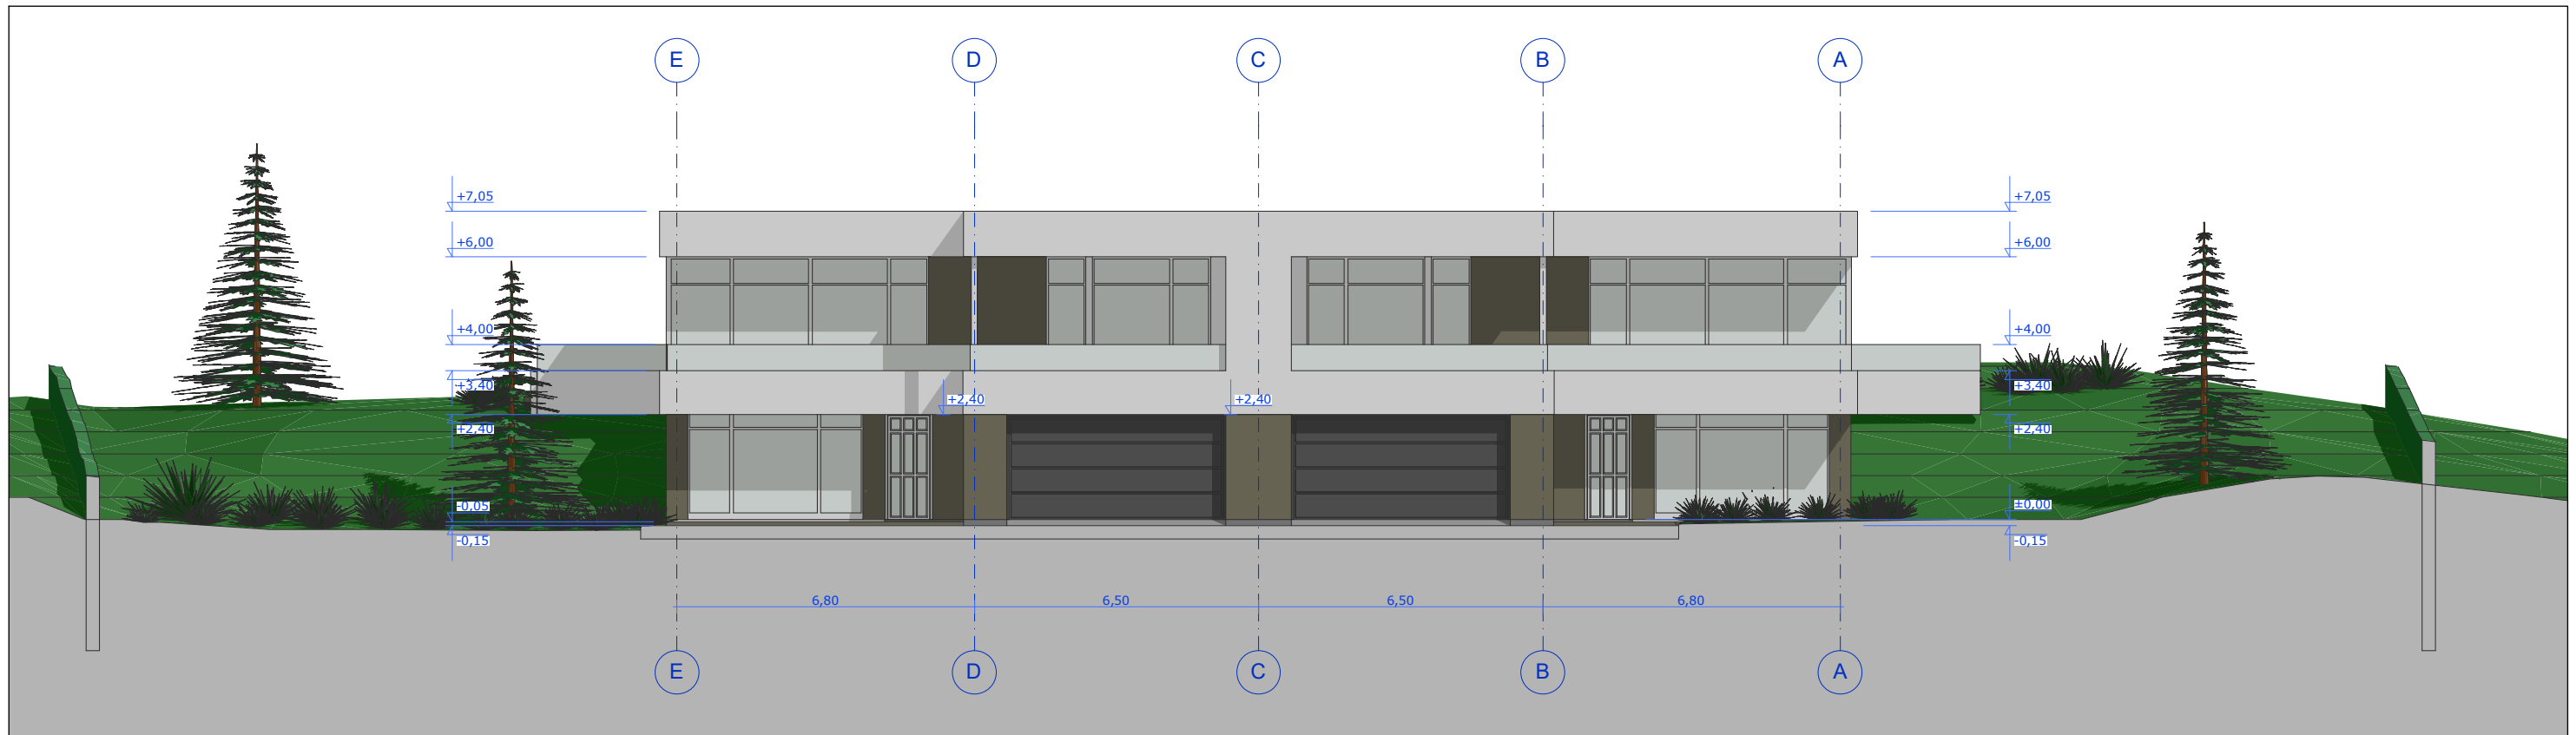 E D C B A
+7,05 +7,05
+6,00 +6,00
+4,00 +4,00
+3,40 +3,40
+2,40 +2,40
+2,40 +2,40
-0,05 ±0,00
-0,15 -0,15
6,80 6,50 6,50 6,80
E D C B A